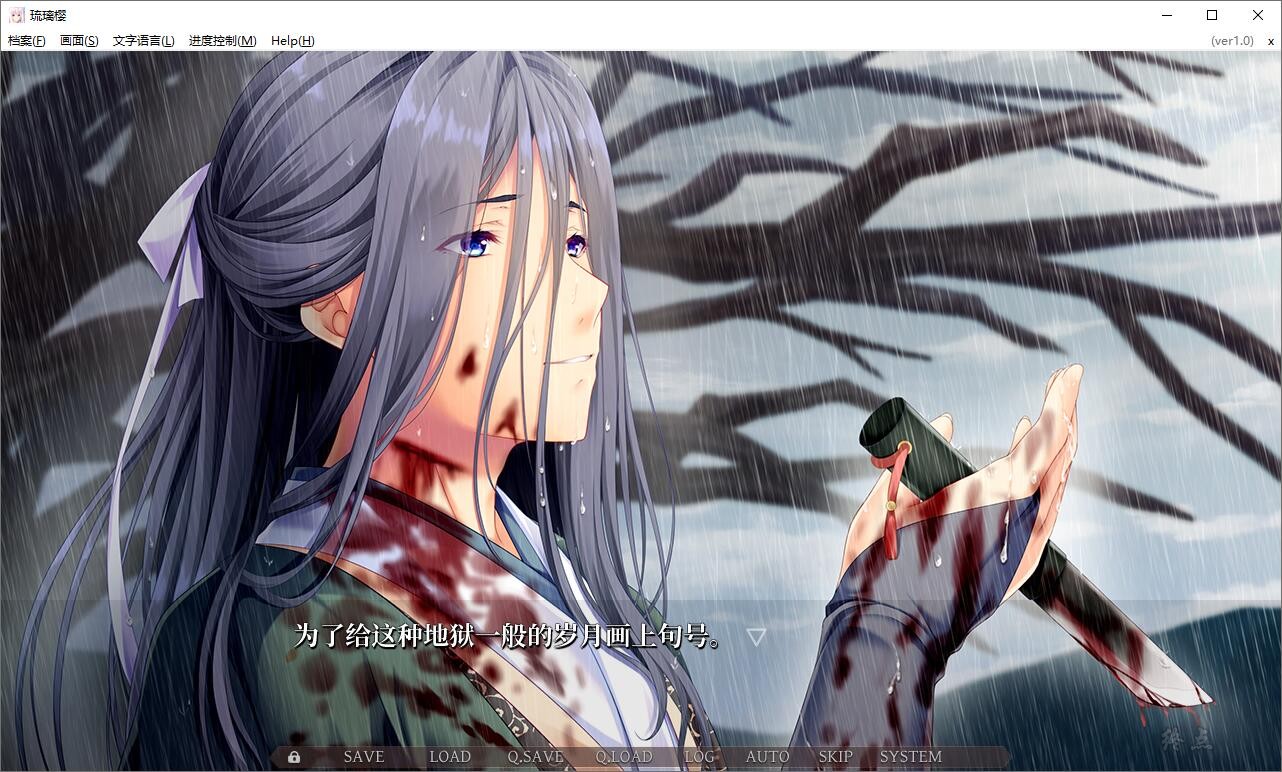 琉璃樱
档案(F) 画面(S) 文字语言(L) 进度控制(M) Help(H) (ver1.0) x
为了给这种地狱一般的岁月画上句号。
SAVE LOAD Q.SAVE Q.LOAD LOG AUTO SKIP SYSTEM